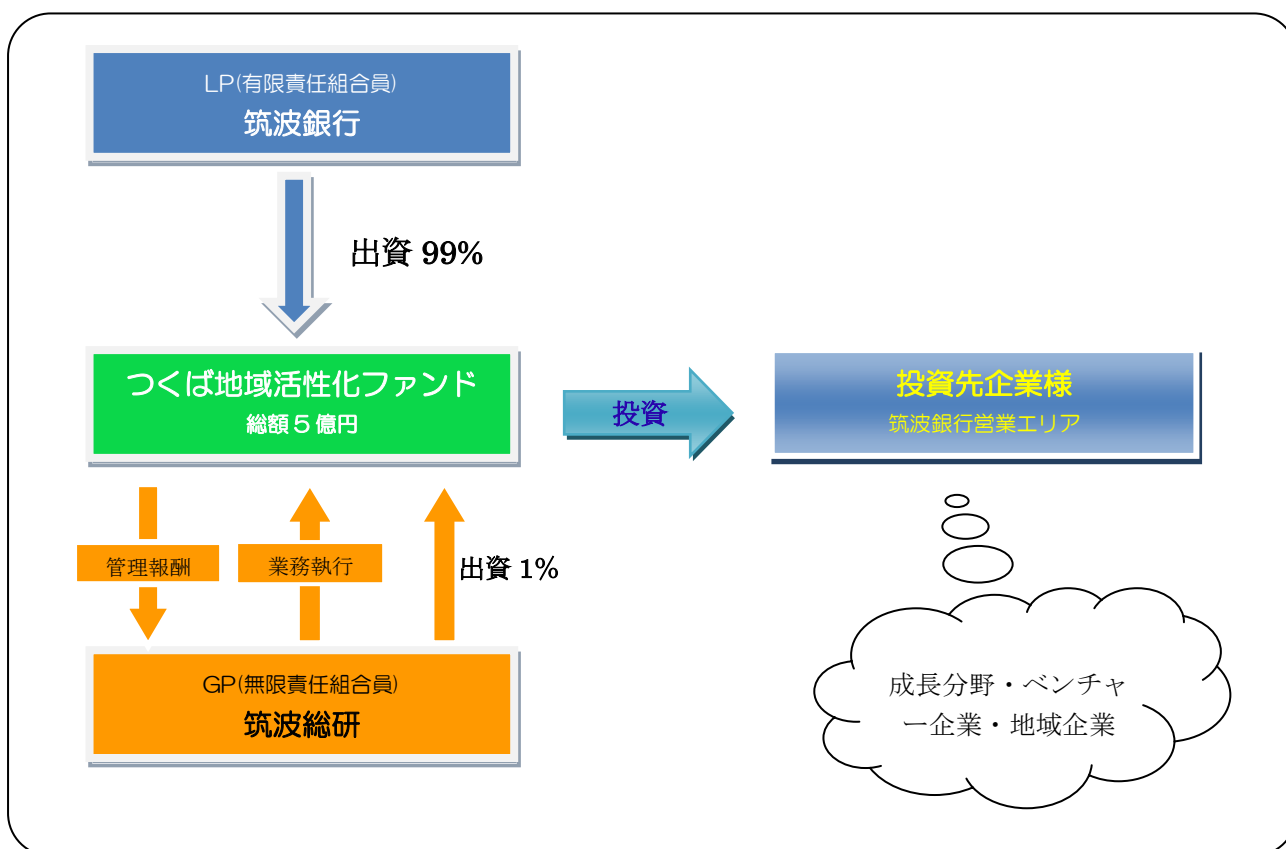 LP(有限責任組合員)
筑波銀行
出資 99%
つくば地域活性化ファンド
総額５億円
投資
投資先企業様
筑波銀行営業エリア
管理報酬
業務執行
出資 1%
GP(無限責任組合員)
筑波総研
成長分野・ベンチャ
ー企業・地域企業